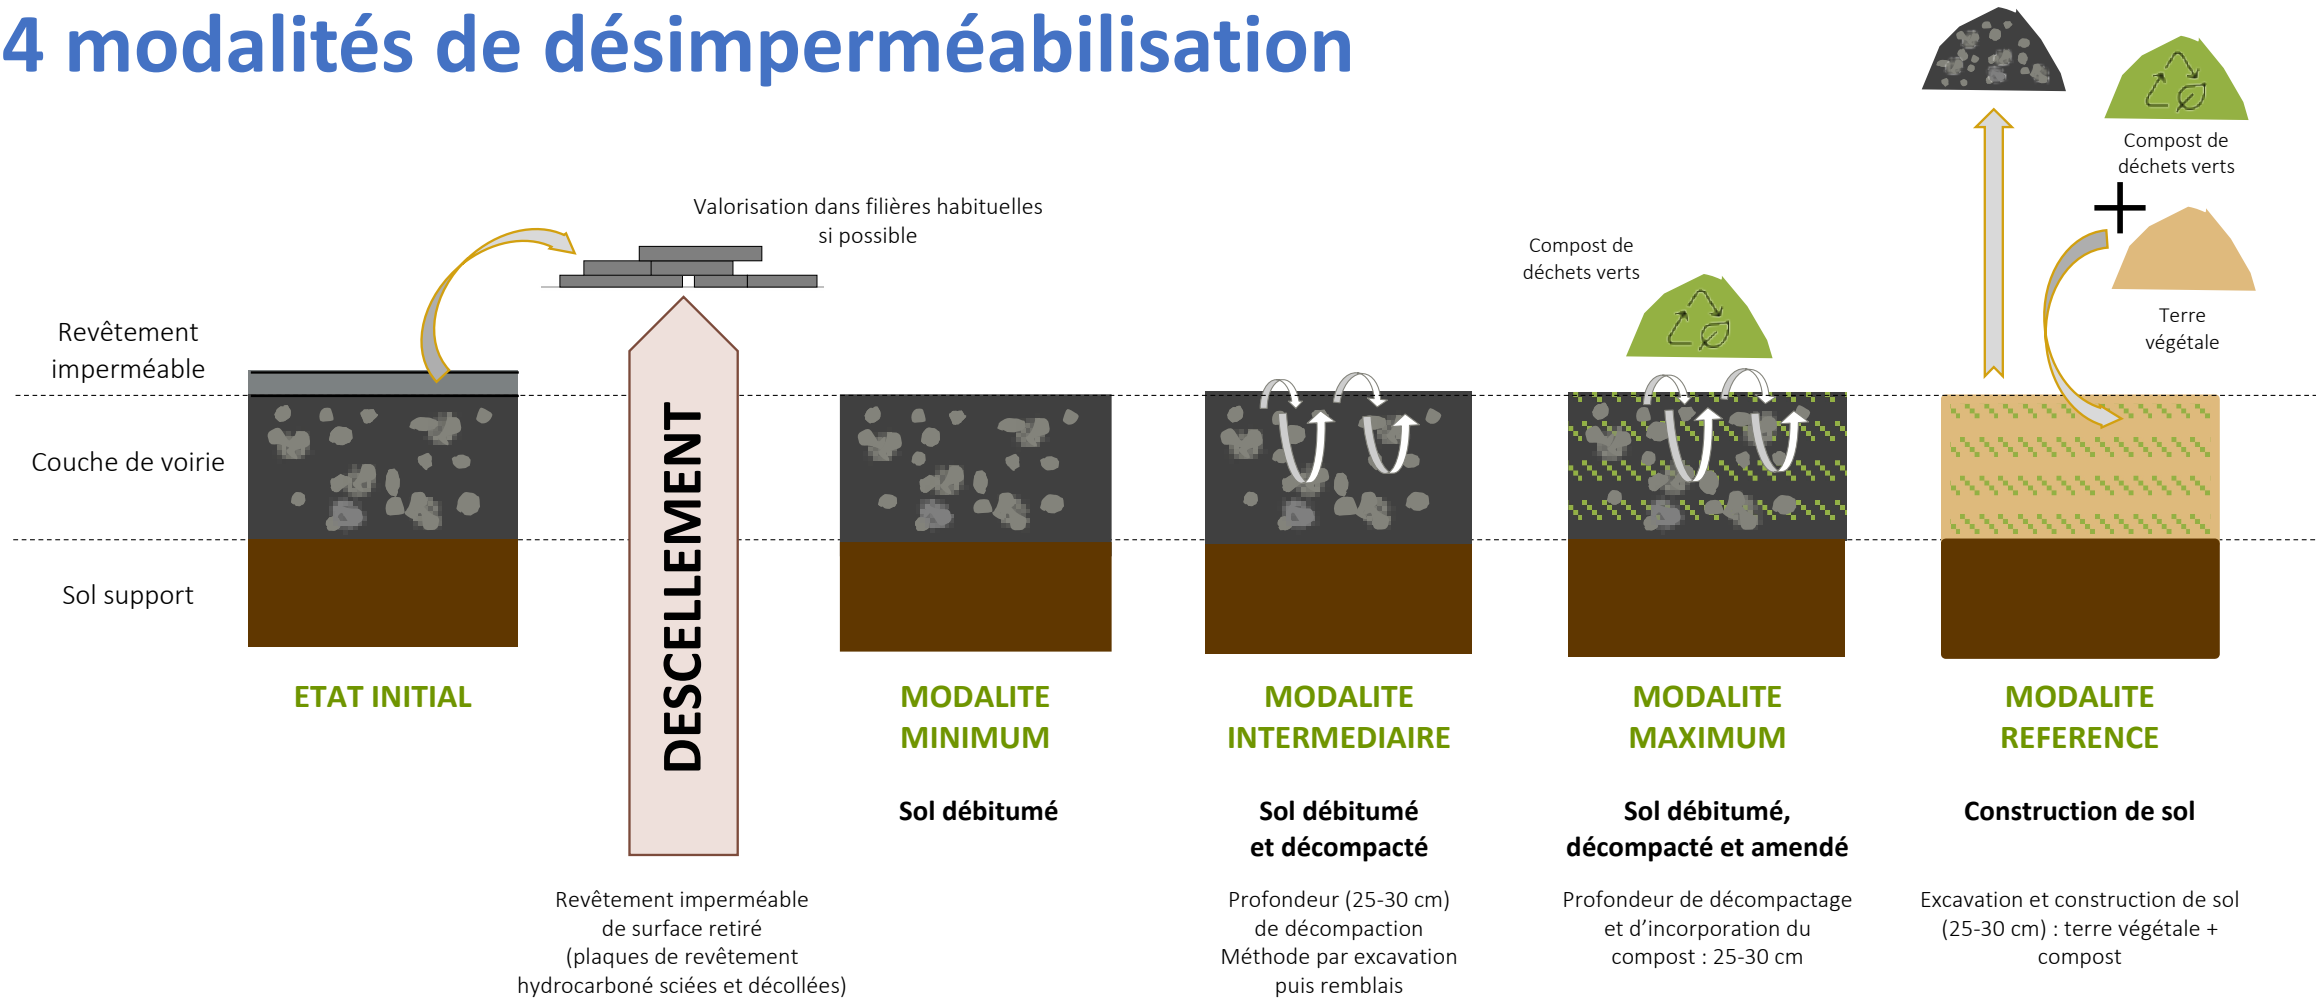 4 modalités de désimperméabilisation
Compost de
déchets verts
Valorisation dans filières habituelles
si possible
Compost de
déchets verts
Terre
végétale
Revêtement
imperméable
Couche de voirie
Sol support
DESCELLEMENT
ETAT INITIAL
MODALITE
MINIMUM
MODALITE
INTERMEDIAIRE
MODALITE
MAXIMUM
MODALITE
REFERENCE
Sol débitumé
Sol débitumé
et décompacté
Sol débitumé,
décompacté et amendé
Construction de sol
Revêtement imperméable
de surface retiré
(plaques de revêtement
hydrocarboné sciées et décollées)
Profondeur (25-30 cm)
de décompaction
Méthode par excavation
puis remblais
Profondeur de décompactage
et d’incorporation du
compost : 25-30 cm
Excavation et construction de sol
(25-30 cm) : terre végétale +
compost